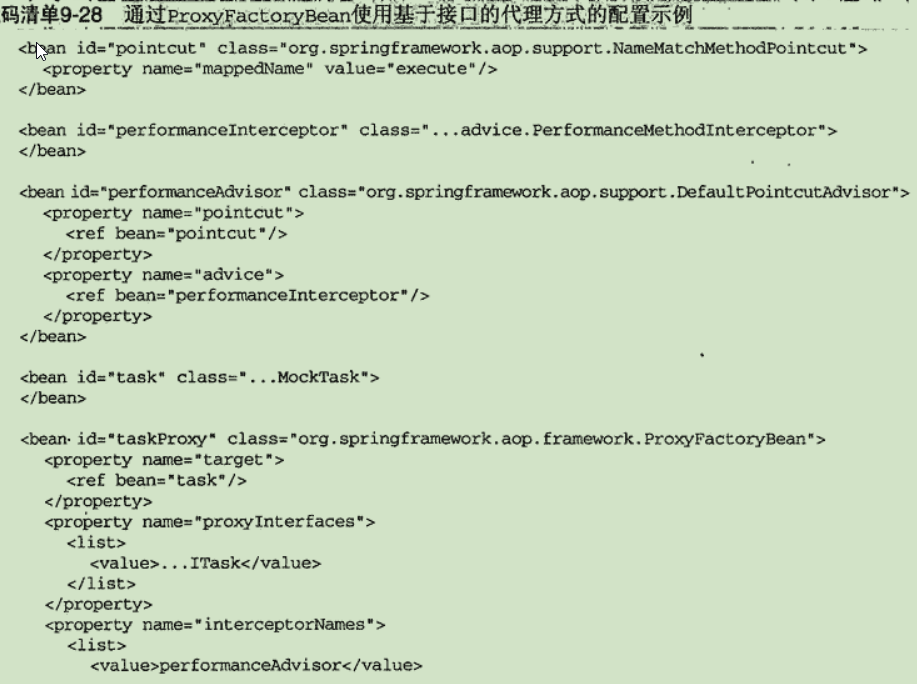 码清单9-28 通过ProxyFactoryBean使用基于接口的代理方式的配置示例
<bean id="pointcut" class="org.springframework.aop.support.NameMatchMethodPointcut">
<property name="mappedName" value="execute"/>
</bean>
<bean id="performanceInterceptor" class="...advice.PerformanceMethodInterceptor">
</bean>
<bean id="performanceAdvisor" class="org.springframework.aop.support.DefaultPointcutAdvisor">
<property name="pointcut">
<ref bean="pointcut"/>
</property>
<property name="advice">
<ref bean="performanceInterceptor"/>
</property>
</bean>
<bean id="task" class="...MockTask">
</bean>
<bean id="taskProxy" class="org.springframework.aop.framework.ProxyFactoryBean">
<property name="target">
<ref bean="task"/>
</property>
<property name="proxyInterfaces">
<list>
<value>...ITask</value>
</list>
</property>
<property name="interceptorNames">
<list>
<value>performanceAdvisor</value>